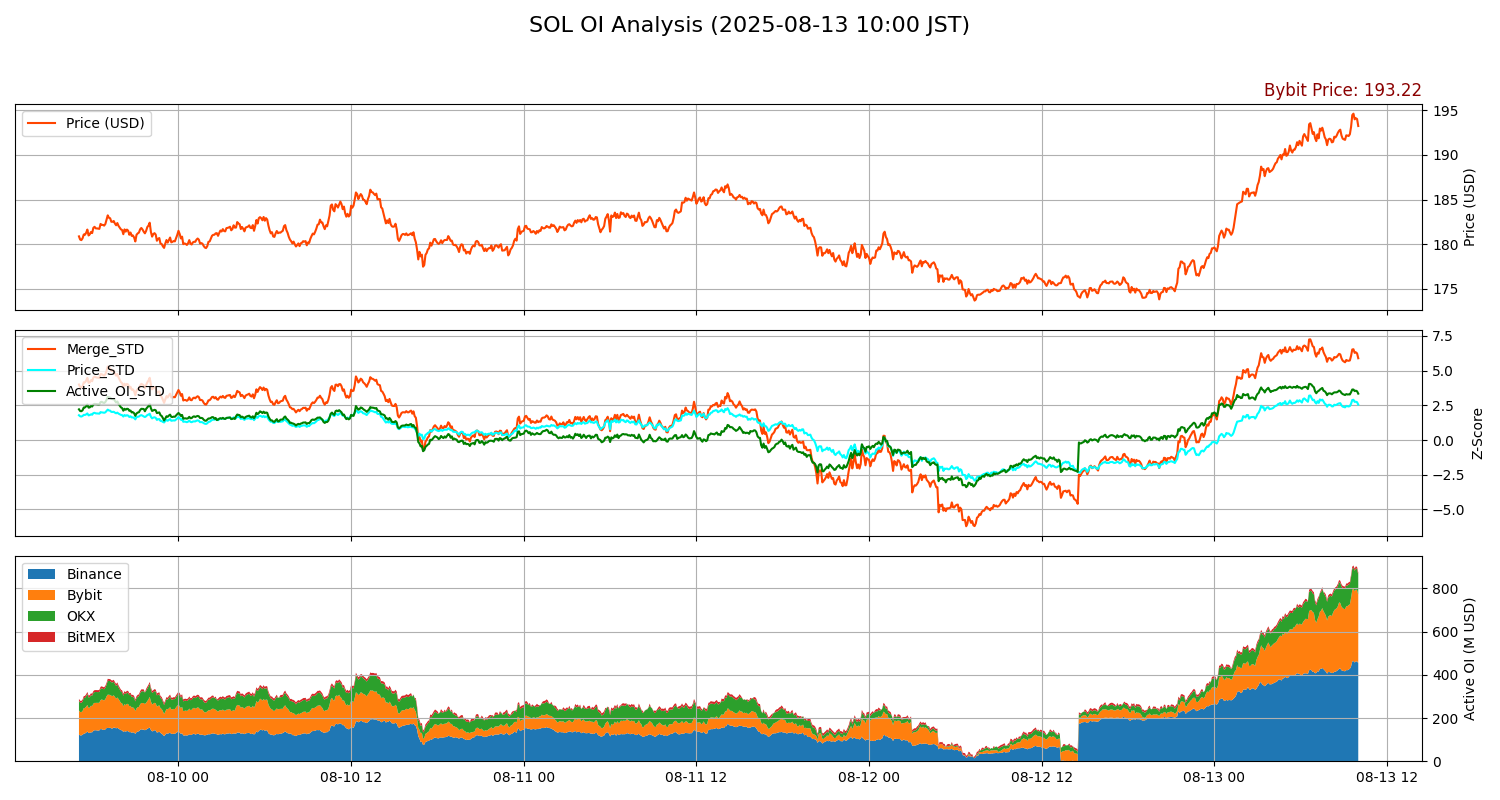 SOL OI Analysis (2025-08-13 10:00 JST)
Bybit Price: 193.22
Price (USD)
195
190
185
180
175
Price (USD)
Merge_STD
Price_STD
Active_OI_STD
7.5
5.0
2.5
0.0
−2.5
−5.0
Z-Score
Binance
Bybit
OKX
BitMEX
800
600
400
200
0
Active OI (M USD)
08-10 00
08-10 12
08-11 00
08-11 12
08-12 00
08-12 12
08-13 00
08-13 12